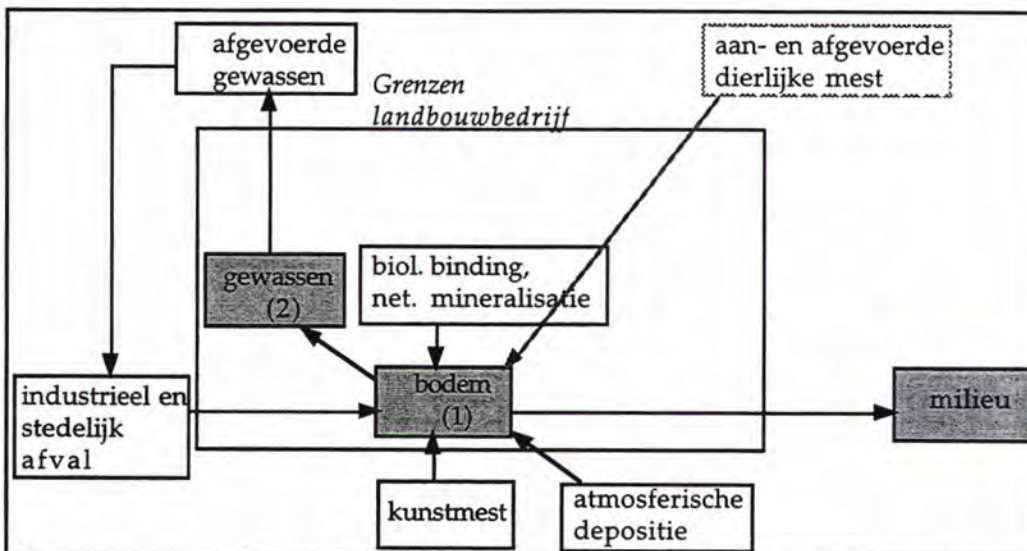 afgevoerde
gewassen
aan- en afgevoerde
dierlijke mest
Grenzen
landbouwbedrijf
gewassen
(2)
biol. binding,
net. mineralisatie
industrieel en
stedelijk
afval
bodem
(1)
milieu
kunstmest
atmosferische
depositie